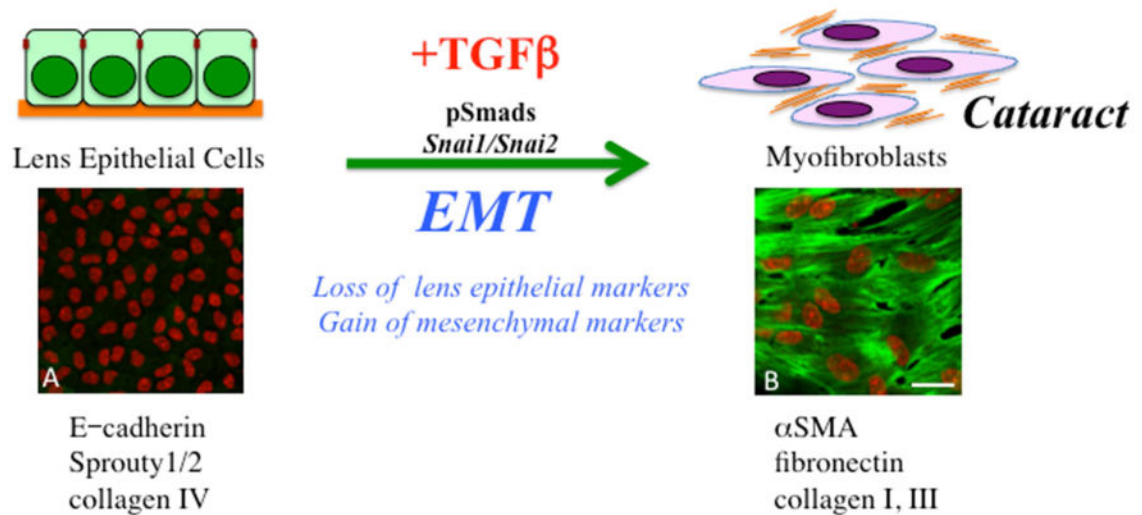 +TGFβ
pSmads
Snai1/Snai2
Cataract
Lens Epithelial Cells
Myofibroblasts
EMT
Loss of lens epithelial markers
Gain of mesenchymal markers
A
B
E-cadherin
Sprouty1/2
collagen IV
αSMA
fibronectin
collagen I, III